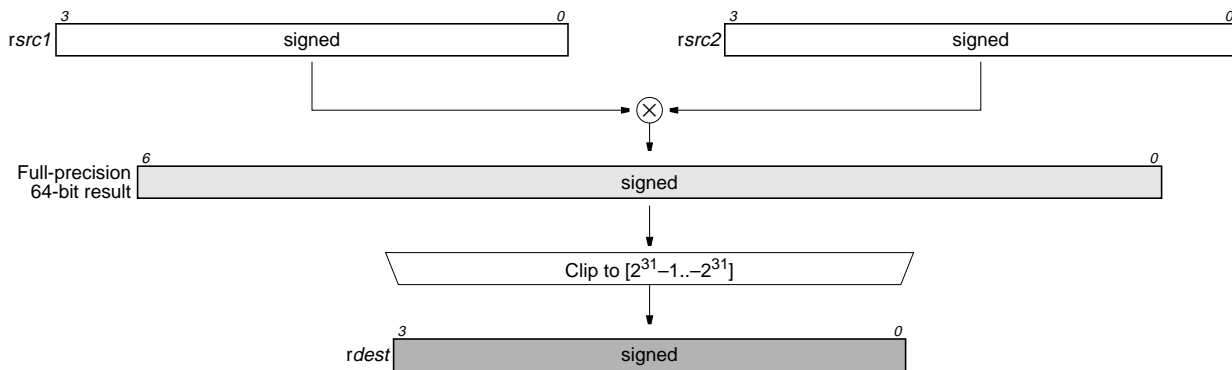 3 0 3 0
rsrc1 signed rsrc2 signed
×
6 0
Full-precision
64-bit result signed
Clip to [2³¹–1..–2³¹]
3 0
rdest signed